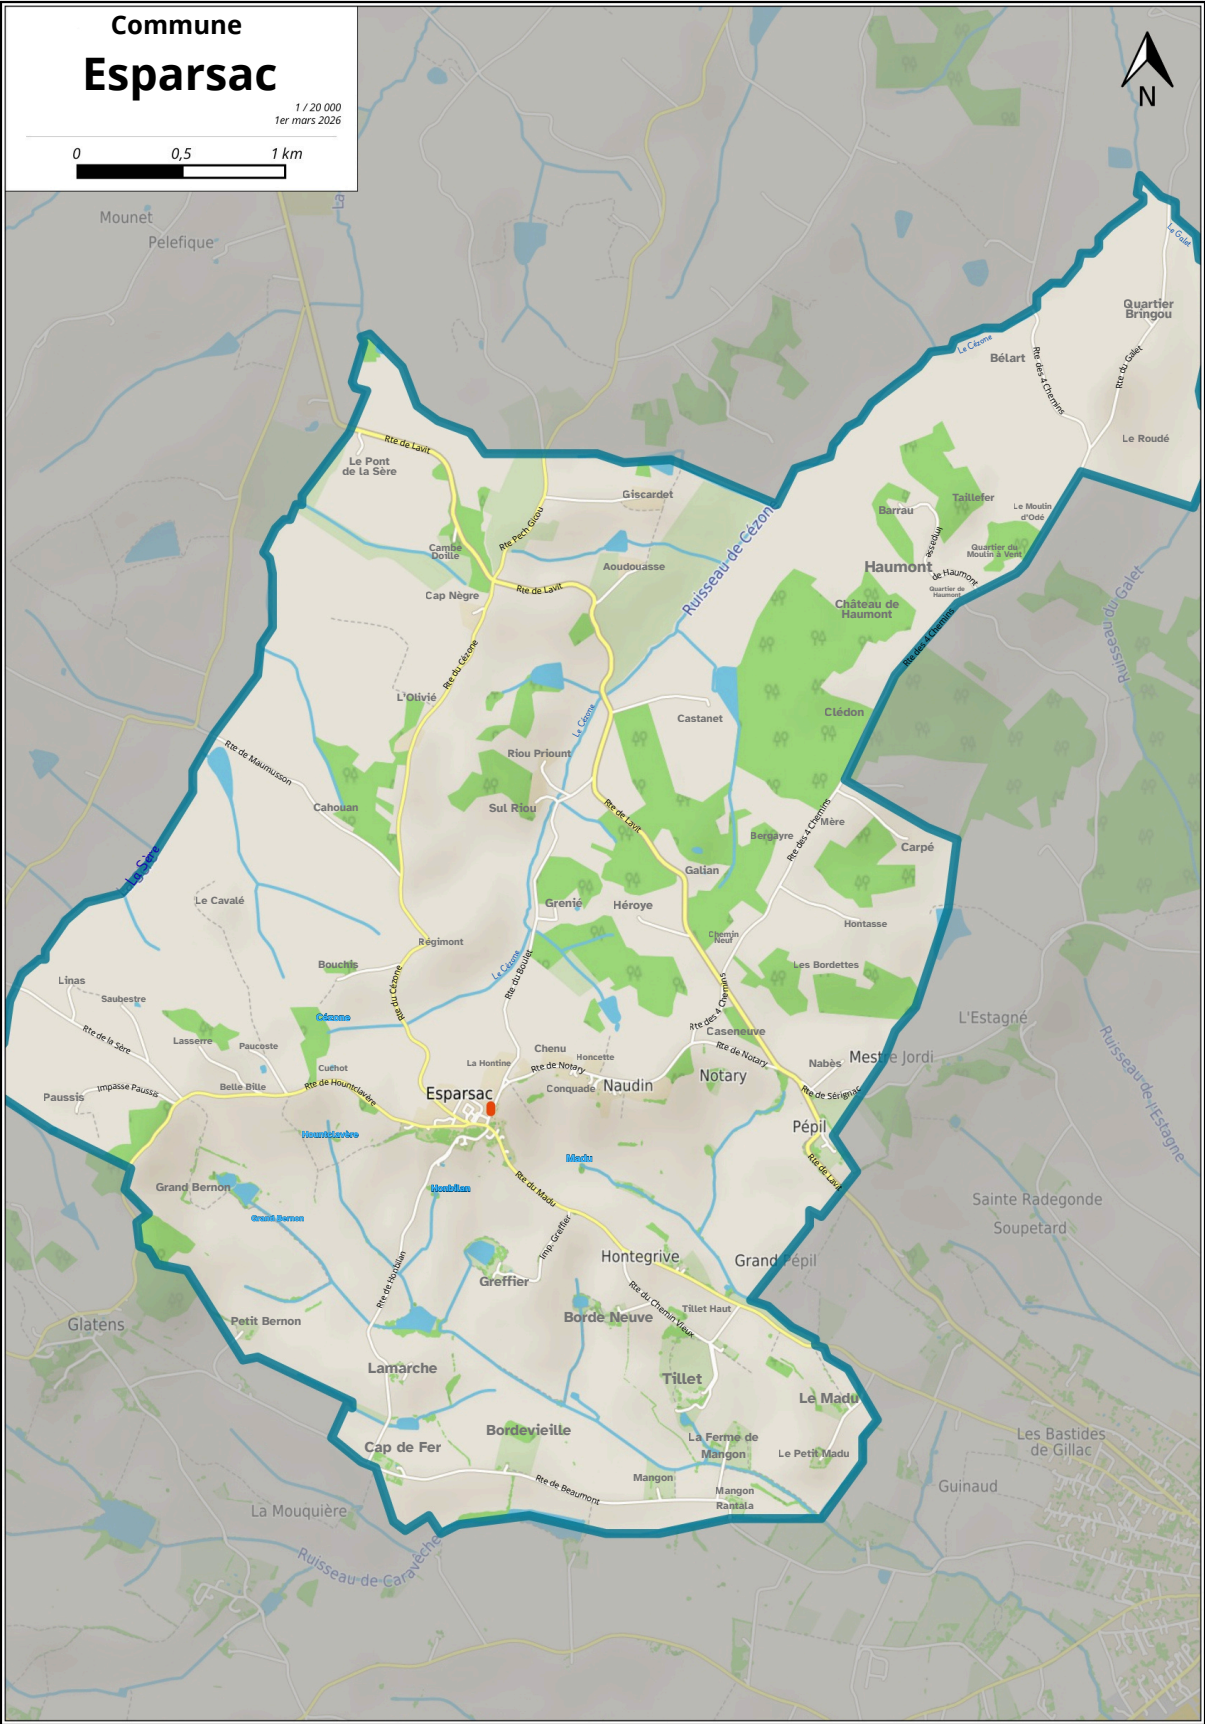 Commune
Esparsac
1 / 20 000
1er mars 2026
0 0,5 1 km
N
La
Mounet
Pelefique
Le Galet
Quartier
Bringou
Le Cézone
Bélart
Rte des 4 Chemins
Rte du Galet
Le Roudé
Rte de Lavit
Le Pont
de la Sère
Giscardet
Taillefer
Barrau
Le Moulin
d'Odé
Rte Pech Gicou
Ruisseau de Cézone
Impasse
de Haumont
Cambe
Doille
Quartier du
Moulin à Vent
Aoudouasse
Haumont
Rte de Lavit
Cap Nègre
Quartier de
Haumont
Château de
Haumont
Rte des 4 Chemins
Ruisseau du Galet
Rte du Cézone
L'Olivié
Le Cézone
Castanet
Clédon
Rte de Maumusson
Riou Priount
Cahouan
Sul Riou
Rte de Lavit
Rte des 4 Chemins
Mère
Bergayre
Carpé
La Sère
Galian
Le Cavalé
Grenié
Héroye
Hontasse
Chemin
Neuf
Régimont
Bouchis
Le Cézone
Rte du Boulet
Les Bordettes
Linas
Saubestre
Rte du Cézone
Rte des 4 Chemins
Cézone
L'Estagné
Caseneuve
Rte de la Sère
Lasserre
Paucoste
Chenu
Honcette
Rte de Notary
Mestre Jordi
Ruisseau-de-l'Estagne
La Hontine
Rte de Notary
Nabès
Cuchot
Notary
Belle Bille
Rte de Hountclavère
Conquade
Naudin
Impasse Paussis
Paussis
Esparsac
Rte de Sérignac
Hountclavère
Pépil
Madu
Rte de Lavit
Grand Bernon
Honbilan
Rte du Madu
Sainte Radegonde
Grand Bernon
Imp. Greffier
Soupetard
Rte de Honbilan
Hontegrive
Grand Pépil
Greffier
Rte du Chemin Vieux
Tillet Haut
Borde Neuve
Petit Bernon
Glatens
Lamarche
Tillet
Le Madu
Bordevieille
La Ferme de
Mangon
Les Bastides
de Gillac
Cap de Fer
Le Petit Madu
Mangon
Rte de Beaumont
Mangon
Rantala
Guinaud
La Mouquière
Ruisseau de Caravêche